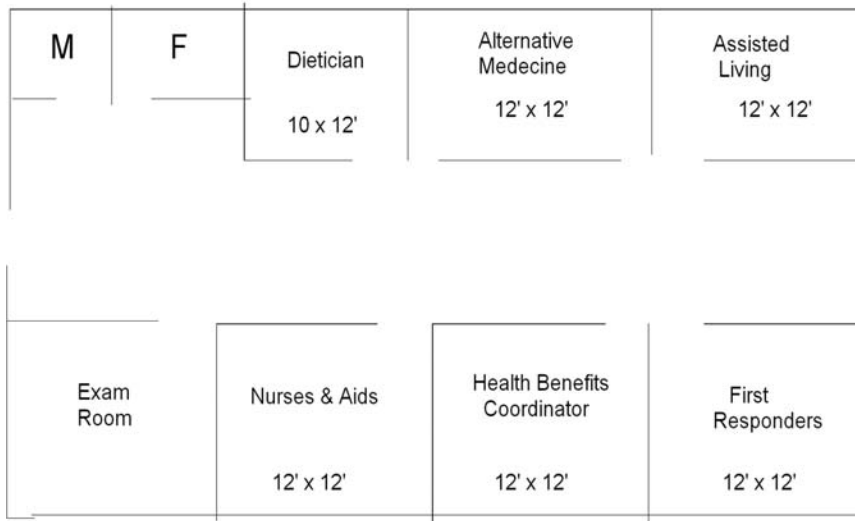 M
F
Dietician
10 x 12'
Alternative
Medecine
12' x 12'
Assisted
Living
12' x 12'
Exam
Room
Nurses & Aids
12' x 12'
Health Benefits
Coordinator
12' x 12'
First
Responders
12' x 12'